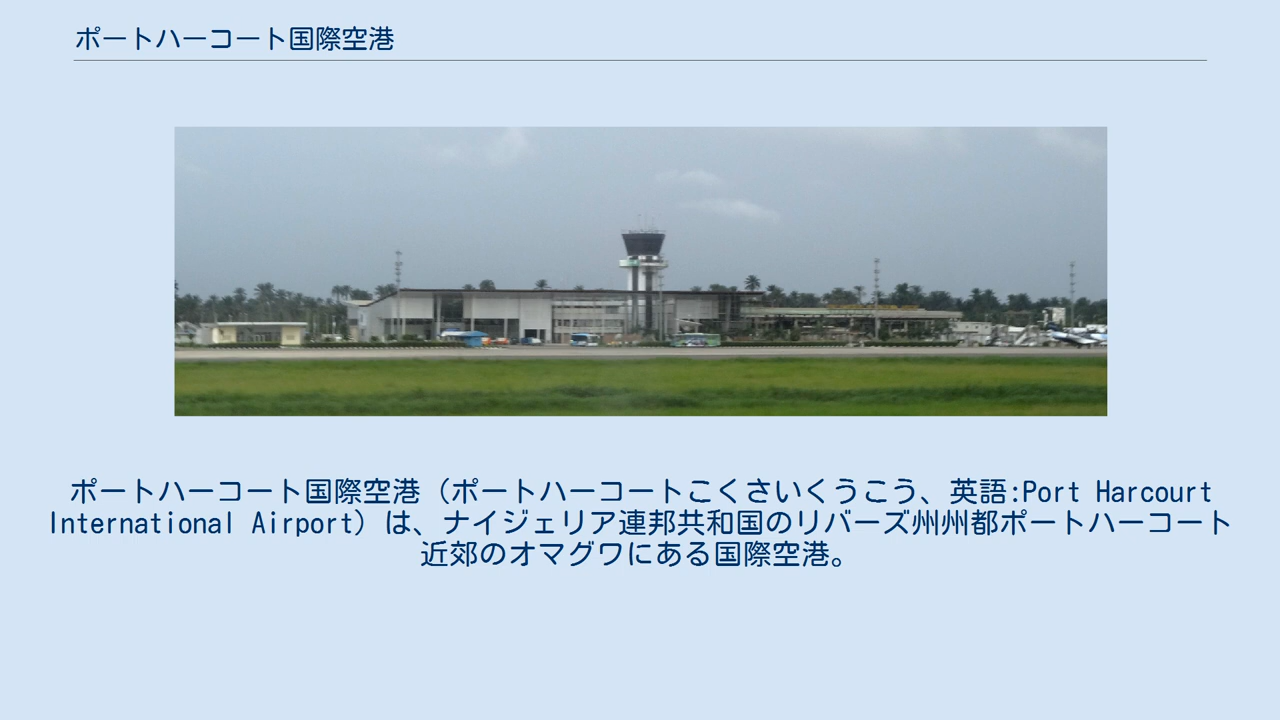 ポートハーコート国際空港
ポートハーコート国際空港（ポートハーコートこくさいくうこう、英語:Port Harcourt
International Airport）は、ナイジェリア連邦共和国のリバーズ州州都ポートハーコート
近郊のオマグワにある国際空港。